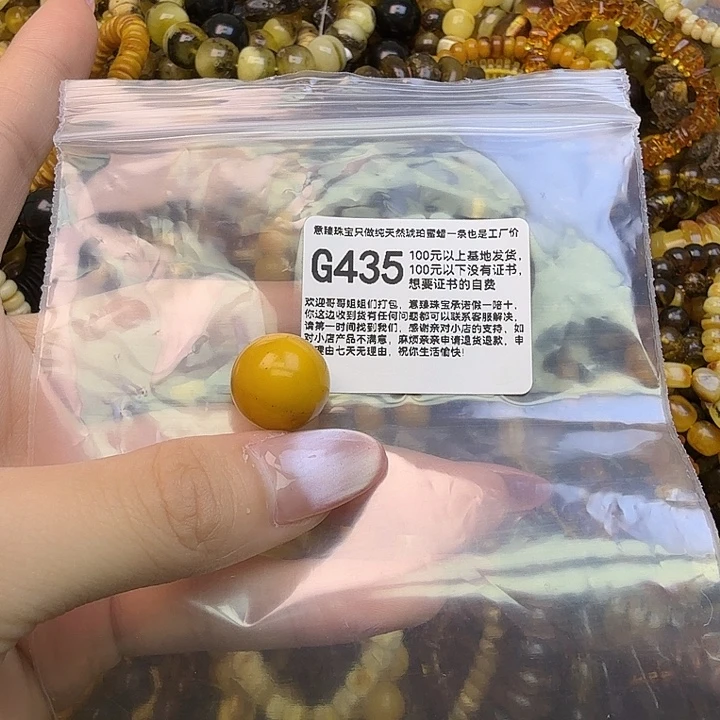 意臻珠宝只做纯天然琥珀蜜蜡一条也是工厂价
G435
100元以上基地发货,
100元以下没有证书,
想要证书的自费
欢迎哥哥姐姐们打包, 意臻珠宝承诺假一陪十,
你这边收到货有任何问题都可以联系客服解决,
请第一时间找到我们, 感谢亲对小店的支持, 如
对小店产品不满意, 麻烦亲亲申请退货退款, 申
理由七天无理由, 祝你生活愉快!